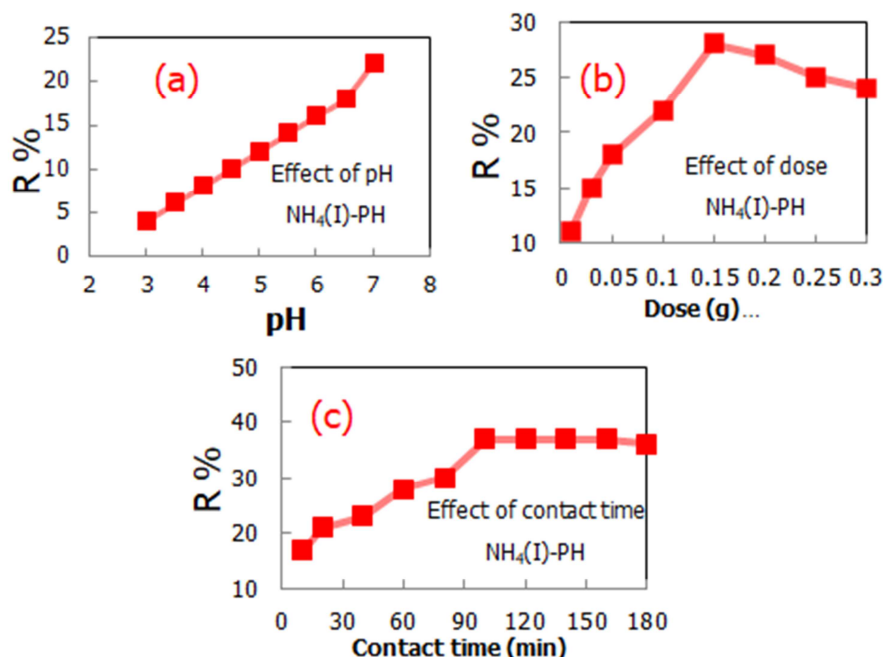 25
20
15
10
5
0
R %
(a)
Effect of pH
NH₄(I)-PH
2 3 4 5 6 7 8
pH
30
25
20
15
10
R %
(b)
Effect of dose
NH₄(I)-PH
0 0.05 0.1 0.15 0.2 0.25 0.3
Dose (g)...
50
40
30
20
10
R %
(c)
Effect of contact time
NH₄(I)-PH
0 30 60 90 120 150 180
Contact time (min)